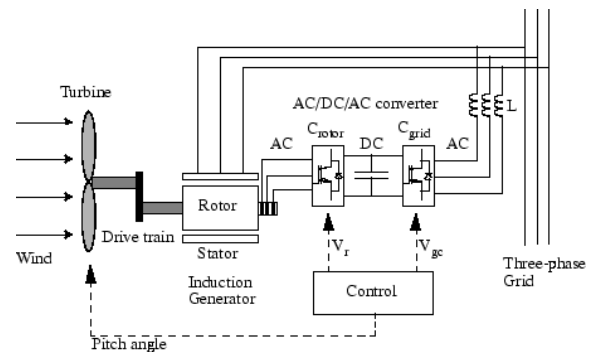 Turbine
AC/DC/AC converter
L
AC
C_rotor
DC
C_grid
AC
Rotor
Drive train
Stator
Wind
Induction
Generator
V_r
V_gc
Control
Three-phase
Grid
Pitch angle